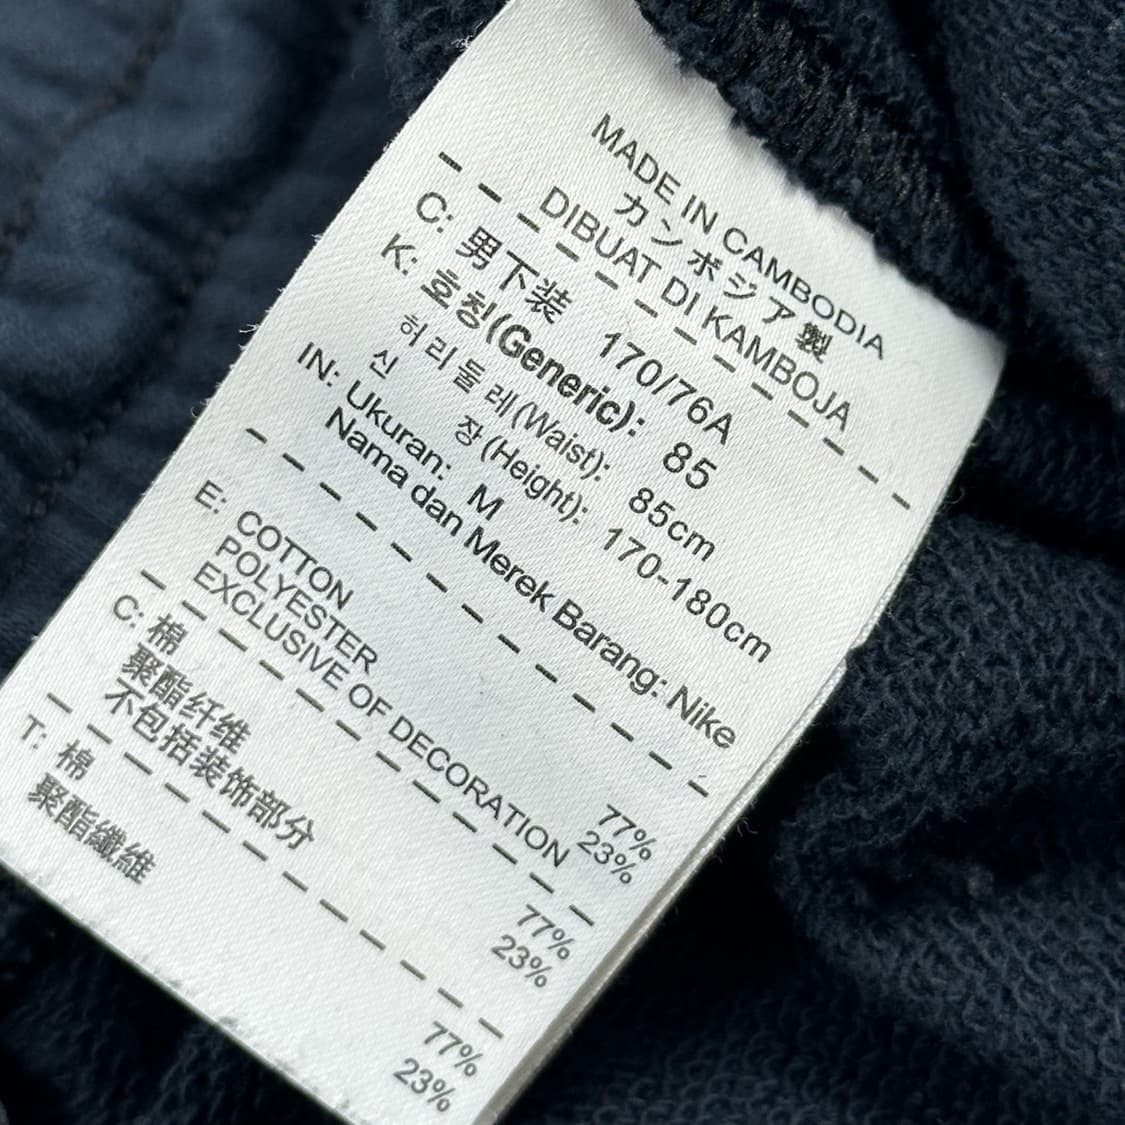 MADE IN CAMBODIA
カンボジア製
DIBUAT DI KAMBOJA
C: 男下装 170/76A
K: 호칭(Generic): 85
허리둘레(Waist): 85cm
신 장(Height): 170-180cm
IN: Ukuran: M
Nama dan Merek Barang: Nike
E: COTTON 77%
POLYESTER 23%
EXCLUSIVE OF DECORATION
C: 棉 77%
聚酯纤维 23%
不包括装饰部分
T: 棉 77%
聚酯纖維 23%